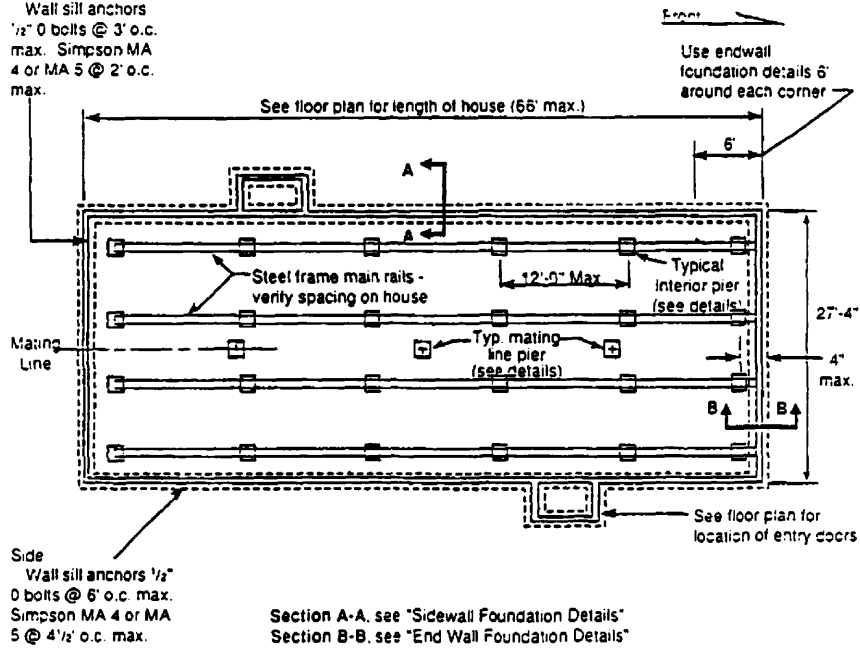 Wall sill anchors
1/2" 0 bolts @ 3' o.c.
max. Simpson MA
4 or MA 5 @ 2' o.c.
max.
Front
Use endwall
foundation details 6'
around each corner
See floor plan for length of house (66' max.)
6'
A
A
Steel frame main rails -
verify spacing on house
12'-0" Max
Typical
Interior pier
(see details)
27'-4"
Mating
Line
Typ. mating
line pier
(see details)
4"
max.
B
B
See floor plan for
location of entry doors
Side
Wall sill anchors 1/2"
0 bolts @ 6' o.c. max.
Simpson MA 4 or MA
5 @ 4 1/2' o.c. max.
Section A-A, see "Sidewall Foundation Details"
Section B-B, see "End Wall Foundation Details"